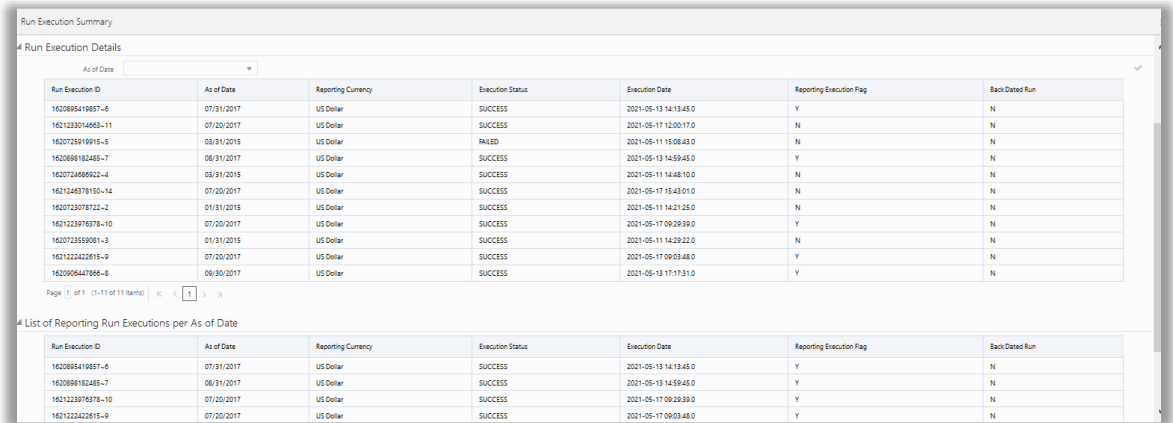 Run Execution Summary
Run Execution Details
As of Date
Run Execution ID As of Date Reporting Currency Execution Status Execution Date Reporting Execution Flag Back Dated Run
1620895419857~6 07/31/2017 US Dollar SUCCESS 2021-05-13 14:13:45.0 Y N
1621233014663~11 07/20/2017 US Dollar SUCCESS 2021-05-17 12:00:17.0 N N
1620725919915~5 03/31/2015 US Dollar FAILED 2021-05-11 15:08:43.0 N N
1620898182485~7 08/31/2017 US Dollar SUCCESS 2021-05-13 14:59:45.0 Y N
1620724686922~4 03/31/2015 US Dollar SUCCESS 2021-05-11 14:48:10.0 N N
1621246378150~14 07/20/2017 US Dollar SUCCESS 2021-05-17 15:43:01.0 N N
1620723078722~2 01/31/2015 US Dollar SUCCESS 2021-05-11 14:21:25.0 N N
1621223976378~10 07/20/2017 US Dollar SUCCESS 2021-05-17 09:29:39.0 Y N
1620723559081~3 01/31/2015 US Dollar SUCCESS 2021-05-11 14:29:22.0 N N
1621222422615~9 07/20/2017 US Dollar SUCCESS 2021-05-17 09:03:48.0 Y N
1620906447866~8 09/30/2017 US Dollar SUCCESS 2021-05-13 17:17:31.0 Y N
Page 1 of 1 (1-11 of 11 items) 1
List of Reporting Run Executions per As of Date
Run Execution ID As of Date Reporting Currency Execution Status Execution Date Reporting Execution Flag Back Dated Run
1620895419857~6 07/31/2017 US Dollar SUCCESS 2021-05-13 14:13:45.0 Y N
1620898182485~7 08/31/2017 US Dollar SUCCESS 2021-05-13 14:59:45.0 Y N
1621223976378~10 07/20/2017 US Dollar SUCCESS 2021-05-17 09:29:39.0 Y N
1621222422615~9 07/20/2017 US Dollar SUCCESS 2021-05-17 09:03:48.0 Y N